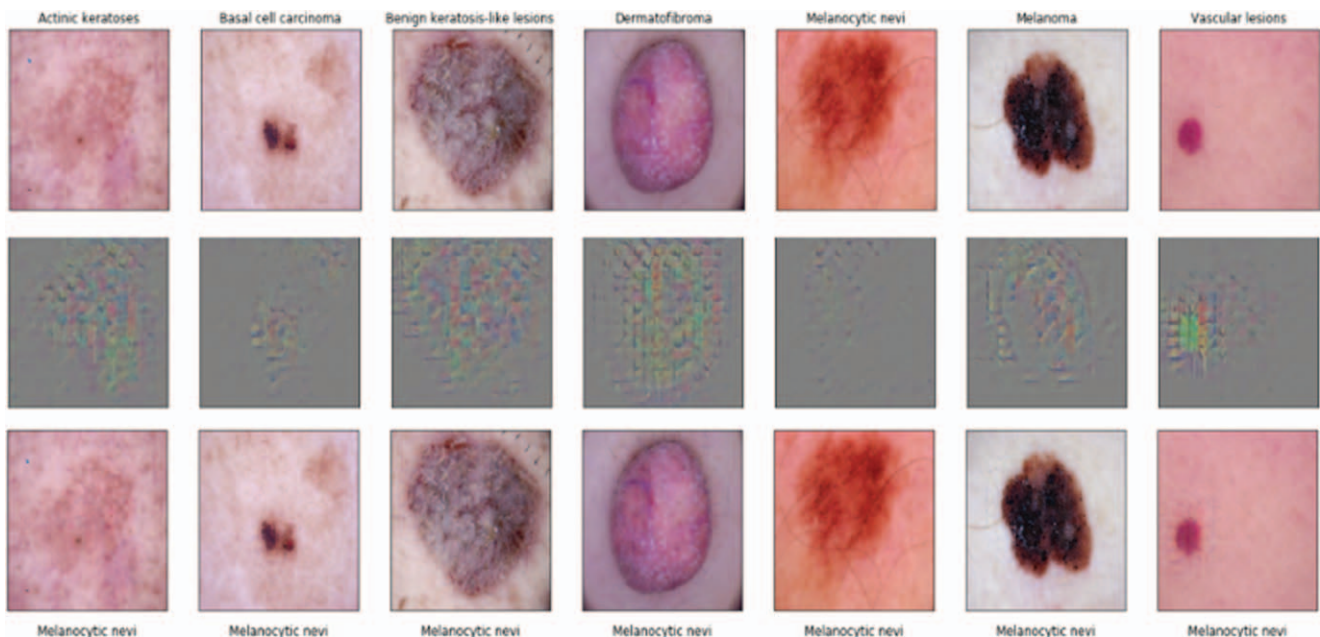 Actinic keratoses Basal cell carcinoma Benign keratosis-like lesions Dermatofibroma Melanocytic nevi Melanoma Vascular lesions
Melanocytic nevi Melanocytic nevi Melanocytic nevi Melanocytic nevi Melanocytic nevi Melanocytic nevi Melanocytic nevi